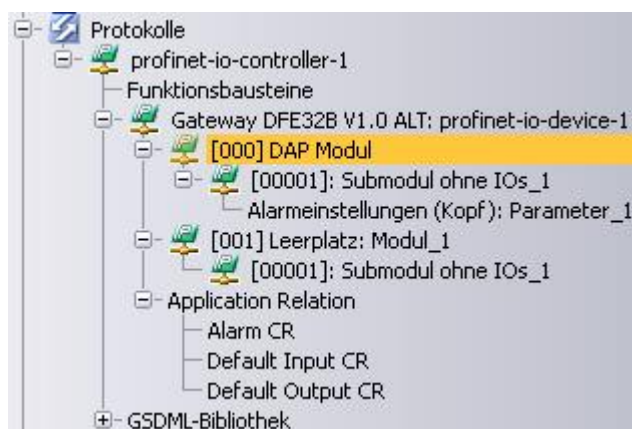 Protokolle
profinet-io-controller-1
Funktionsbausteine
Gateway DFE32B V1.0 ALT: profinet-io-device-1
[000] DAP Modul
[00001]: Submodul ohne IOs_1
Alarmeinstellungen (Kopf): Parameter_1
[001] Leerplatz: Modul_1
[00001]: Submodul ohne IOs_1
Application Relation
Alarm CR
Default Input CR
Default Output CR
GSDML-Bibliothek